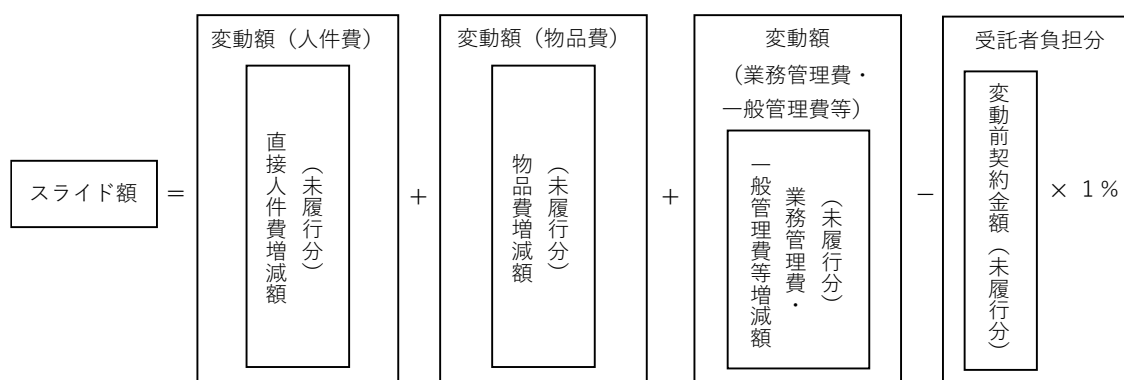 スライド額
=
変動額（人件費）
直接人件費増減額
（未履行分）
+
変動額（物品費）
物品費増減額
（未履行分）
+
変動額
（業務管理費・
一般管理費等）
業務管理費・
一般管理費等増減額
（未履行分）
−
受託者負担分
変動前契約金額（未履行分）
× 1%